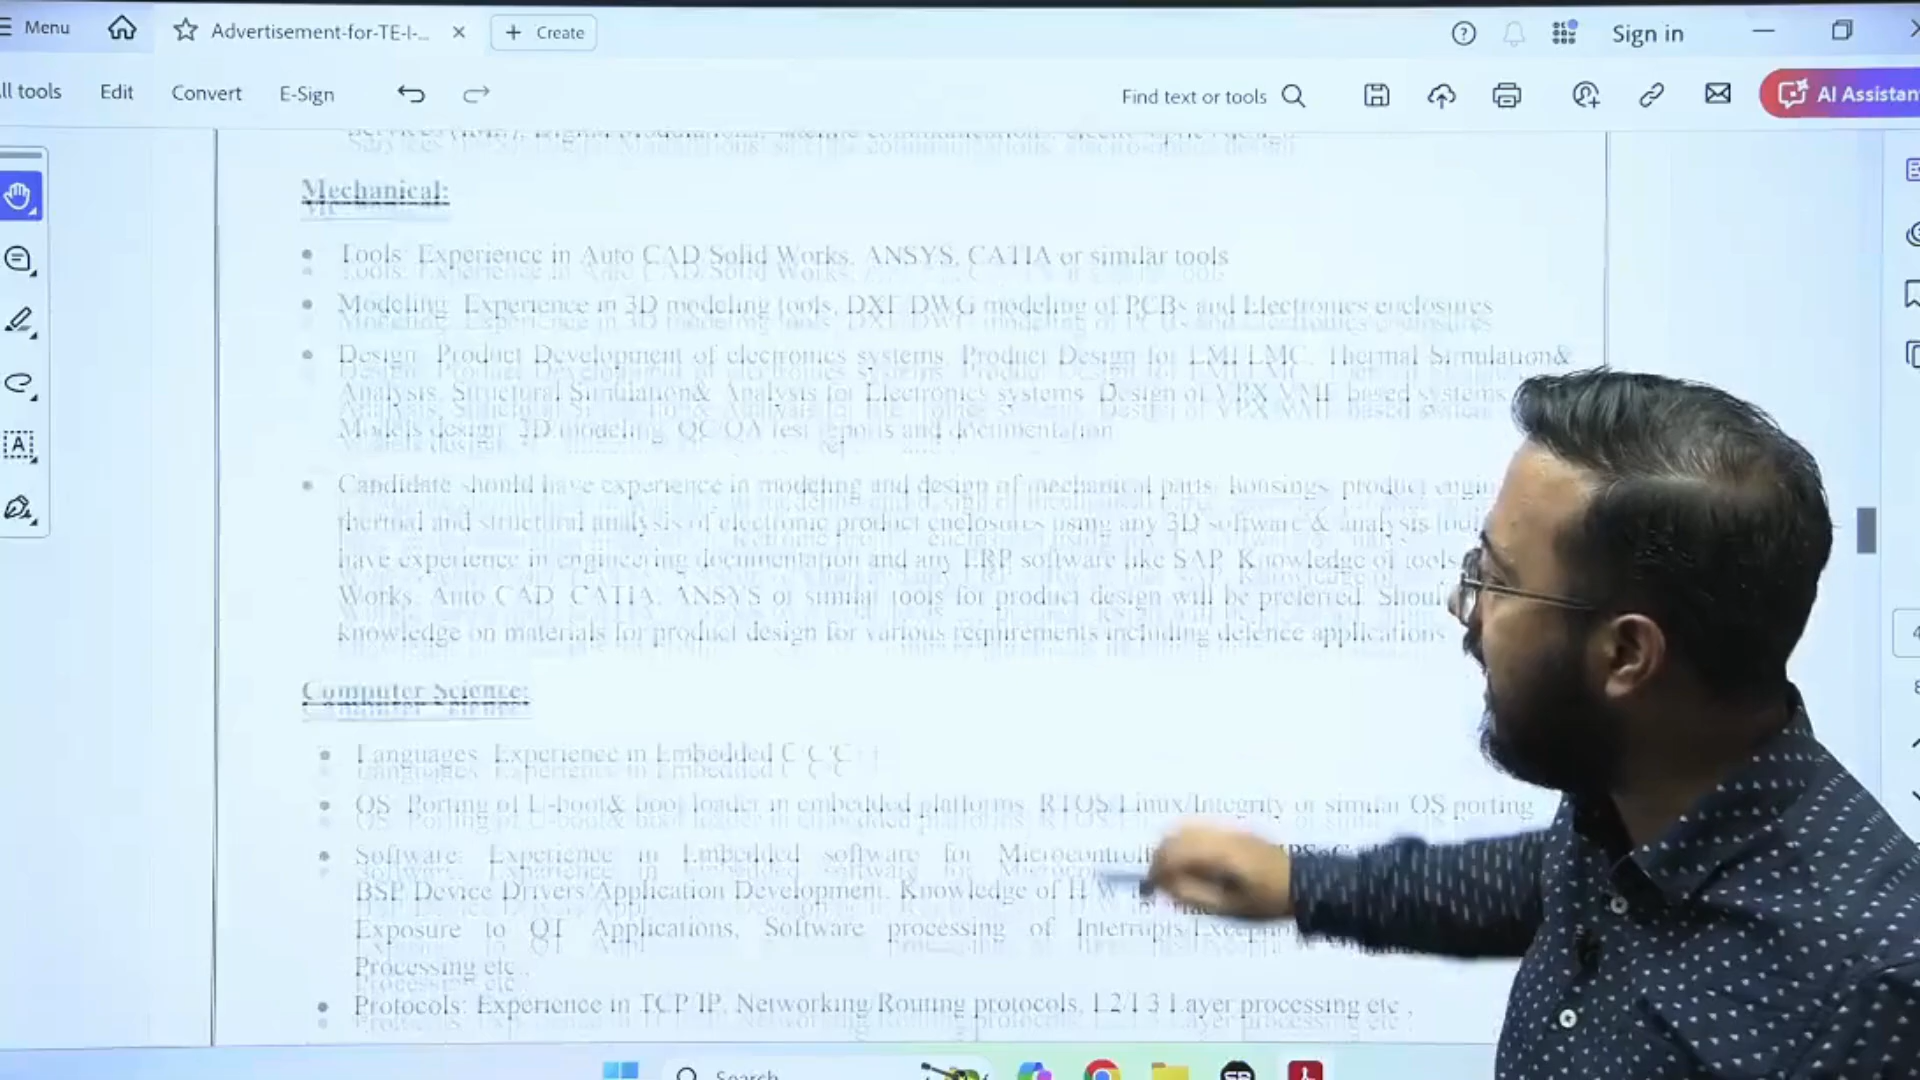 Menu
Advertisement-for-TE-I-...
Create
Sign in
ll tools
Edit
Convert
E-Sign
Find text or tools
AI Assistan
Mechanical:
Tools: Experience in Auto CAD Solid Works, ANSYS, CATIA or similar tools
Modeling: Experience in 3D modeling tools, DXF DWG modeling of PCBs and Electronics enclosures
Design: Product Development of electronics systems, Product Design for EMI EMC, Thermal Simulation&
Analysis, Structural Simulation& Analysis for Electronics systems, Design of VPX VME based systems,
Models design, 3D modeling, QC/QA test reports and documentation
Candidate should have experience in modeling and design of mechanical parts, housings, product engin
thermal and structural analysis of electronic product enclosures using any 3D software & analysis tool
have experience in engineering documentation and any ERP software like SAP. Knowledge of tools
Works, Auto CAD, CATIA, ANSYS or similar tools for product design will be preferred. Shoul
knowledge on materials for product design for various requirements including defence applications
Computer Science:
Languages: Experience in Embedded C C/C++
OS: Porting of U-boot& boot loader in embedded platforms, RTOS/Linux/Integrity or similar OS porting
Software: Experience in Embedded software for Microcontroll
BSP, Device Drivers/Application Development, Knowledge of H/W
Exposure to QT Applications, Software processing of Interrupts/Exceptions
Processing etc.,
Protocols: Experience in TCP/IP, Networking/Routing protocols, L2/L3 Layer processing etc.,
Search